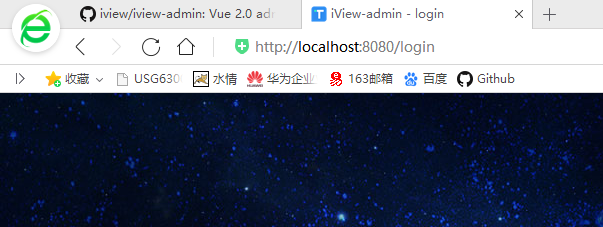 iview/iview-admin: Vue 2.0 adm
iView-admin - login
http://localhost:8080/login
收藏 USG630 水情 华为企业 163邮箱 百度 Github